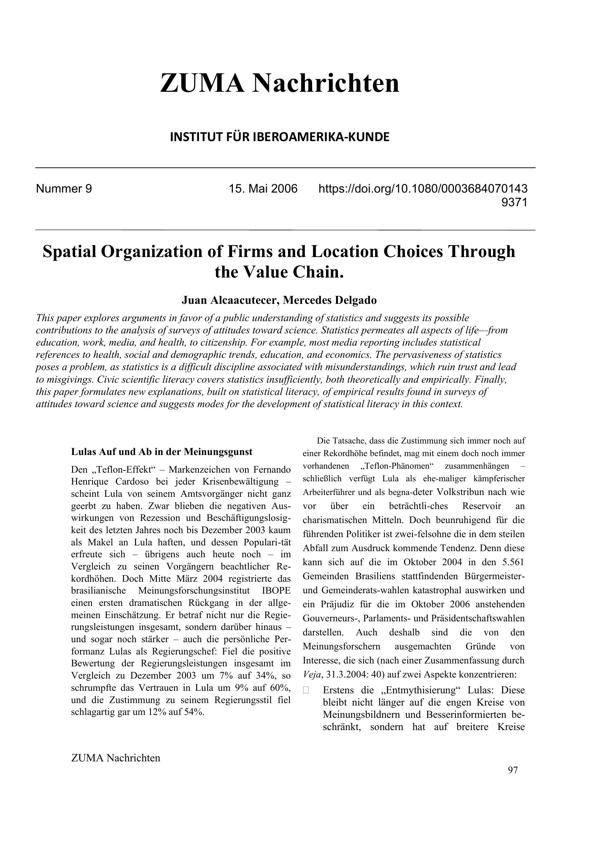 ZUMA Nachrichten
INSTITUT FÜR IBEROAMERIKA-KUNDE
Nummer 9 15. Mai 2006 https://doi.org/10.1080/0003684070143
9371
Spatial Organization of Firms and Location Choices Through
the Value Chain.
Juan Alcaacutecer, Mercedes Delgado
This paper explores arguments in favor of a public understanding of statistics and suggests its possible
contributions to the analysis of surveys of attitudes toward science. Statistics permeates all aspects of life—from
education, work, media, and health, to citizenship. For example, most media reporting includes statistical
references to health, social and demographic trends, education, and economics. The pervasiveness of statistics
poses a problem, as statistics is a difficult discipline associated with misunderstandings, which ruin trust and lead
to misgivings. Civic scientific literacy covers statistics insufficiently, both theoretically and empirically. Finally,
this paper formulates new explanations, built on statistical literacy, of empirical results found in surveys of
attitudes toward science and suggests modes for the development of statistical literacy in this context.
Lulas Auf und Ab in der Meinungsgunst
Den „Teflon-Effekt“ – Markenzeichen von Fernando
Henrique Cardoso bei jeder Krisenbewältigung –
scheint Lula von seinem Amtsvorgänger nicht ganz
geerbt zu haben. Zwar blieben die negativen Aus-
wirkungen von Rezession und Beschäftigungslosig-
keit des letzten Jahres noch bis Dezember 2003 kaum
als Makel an Lula haften, und dessen Populari-tät
erfreute sich – übrigens auch heute noch – im
Vergleich zu seinen Vorgängern beachtlicher Re-
kordhöhen. Doch Mitte März 2004 registrierte das
brasilianische Meinungsforschungsinstitut IBOPE
einen ersten dramatischen Rückgang in der allge-
meinen Einschätzung. Er betraf nicht nur die Regie-
rungsleistungen insgesamt, sondern darüber hinaus –
und sogar noch stärker – auch die persönliche Per-
formanz Lulas als Regierungschef: Fiel die positive
Bewertung der Regierungsleistungen insgesamt im
Vergleich zu Dezember 2003 um 7% auf 34%, so
schrumpfte das Vertrauen in Lula um 9% auf 60%,
und die Zustimmung zu seinem Regierungsstil fiel
schlagartig gar um 12% auf 54%.
Die Tatsache, dass die Zustimmung sich immer noch auf
einer Rekordhöhe befindet, mag mit einem doch noch immer
vorhandenen „Teflon-Phänomen“ zusammenhängen –
schließlich verfügt Lula als ehe-maliger kämpferischer
Arbeiterführer und als begna-deter Volkstribun nach wie
vor über ein beträchtli-ches Reservoir an
charismatischen Mitteln. Doch beunruhigend für die
führenden Politiker ist zwei-felsohne die in dem steilen
Abfall zum Ausdruck kommende Tendenz. Denn diese
kann sich auf die im Oktober 2004 in den 5.561
Gemeinden Brasiliens stattfindenden Bürgermeister-
und Gemeinderats-wahlen katastrophal auswirken und
ein Präjudiz für die im Oktober 2006 anstehenden
Gouverneurs-, Parlaments- und Präsidentschaftswahlen
darstellen. Auch deshalb sind die von den
Meinungsforschern ausgemachten Gründe von
Interesse, die sich (nach einer Zusammenfassung durch
Veja, 31.3.2004: 40) auf zwei Aspekte konzentrieren:
Erstens die „Entmythisierung“ Lulas: Diese
bleibt nicht länger auf die engen Kreise von
Meinungsbildnern und Besserinformierten be-
schränkt, sondern hat auf breitere Kreise
ZUMA Nachrichten
97